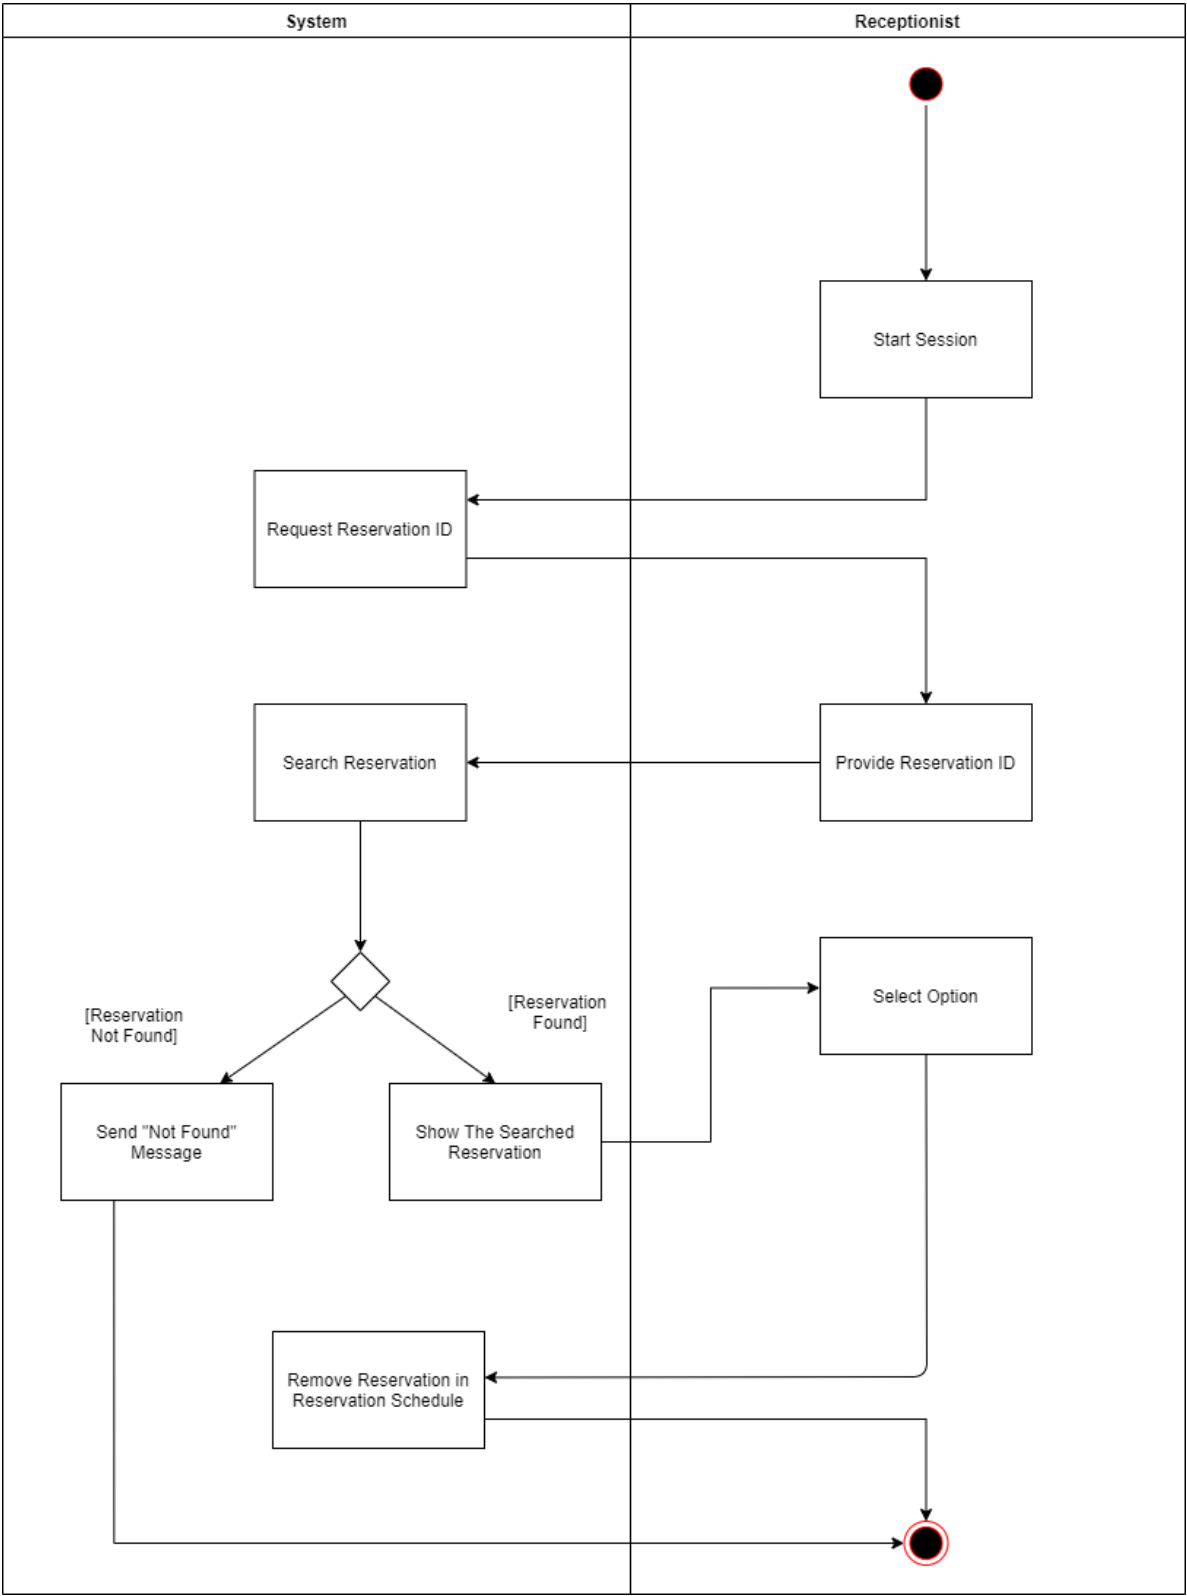 System
Receptionist
Start Session
Request Reservation ID
Search Reservation
Provide Reservation ID
Select Option
[Reservation
Not Found]
[Reservation
Found]
Send "Not Found"
Message
Show The Searched
Reservation
Remove Reservation in
Reservation Schedule